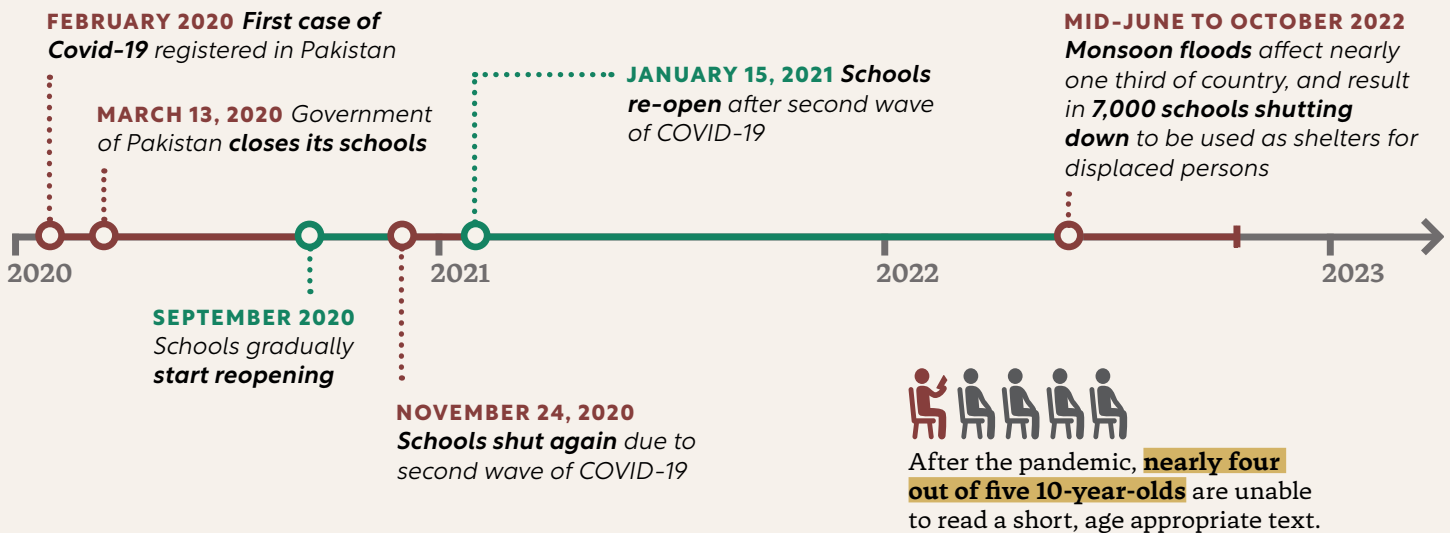 FEBRUARY 2020 First case of
Covid-19 registered in Pakistan
MARCH 13, 2020 Government
of Pakistan closes its schools
JANUARY 15, 2021 Schools
re-open after second wave
of COVID-19
MID-JUNE TO OCTOBER 2022
Monsoon floods affect nearly
one third of country, and result
in 7,000 schools shutting
down to be used as shelters for
displaced persons
2020
2021
2022
2023
SEPTEMBER 2020
Schools gradually
start reopening
NOVEMBER 24, 2020
Schools shut again due to
second wave of COVID-19
After the pandemic, nearly four
out of five 10-year-olds are unable
to read a short, age appropriate text.